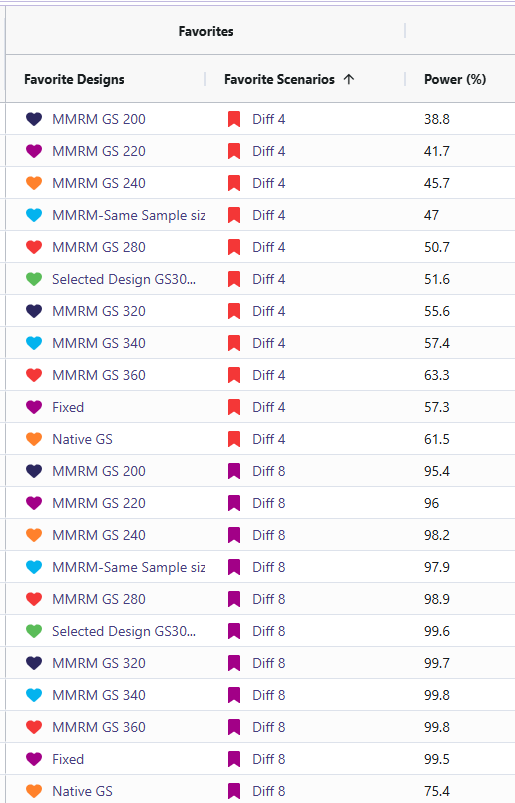 Favorites
Favorite Designs Favorite Scenarios ↑ Power (%)
MMRM GS 200 Diff 4 38.8
MMRM GS 220 Diff 4 41.7
MMRM GS 240 Diff 4 45.7
MMRM-Same Sample siz Diff 4 47
MMRM GS 280 Diff 4 50.7
Selected Design GS30... Diff 4 51.6
MMRM GS 320 Diff 4 55.6
MMRM GS 340 Diff 4 57.4
MMRM GS 360 Diff 4 63.3
Fixed Diff 4 57.3
Native GS Diff 4 61.5
MMRM GS 200 Diff 8 95.4
MMRM GS 220 Diff 8 96
MMRM GS 240 Diff 8 98.2
MMRM-Same Sample siz Diff 8 97.9
MMRM GS 280 Diff 8 98.9
Selected Design GS30... Diff 8 99.6
MMRM GS 320 Diff 8 99.7
MMRM GS 340 Diff 8 99.8
MMRM GS 360 Diff 8 99.8
Fixed Diff 8 99.5
Native GS Diff 8 75.4